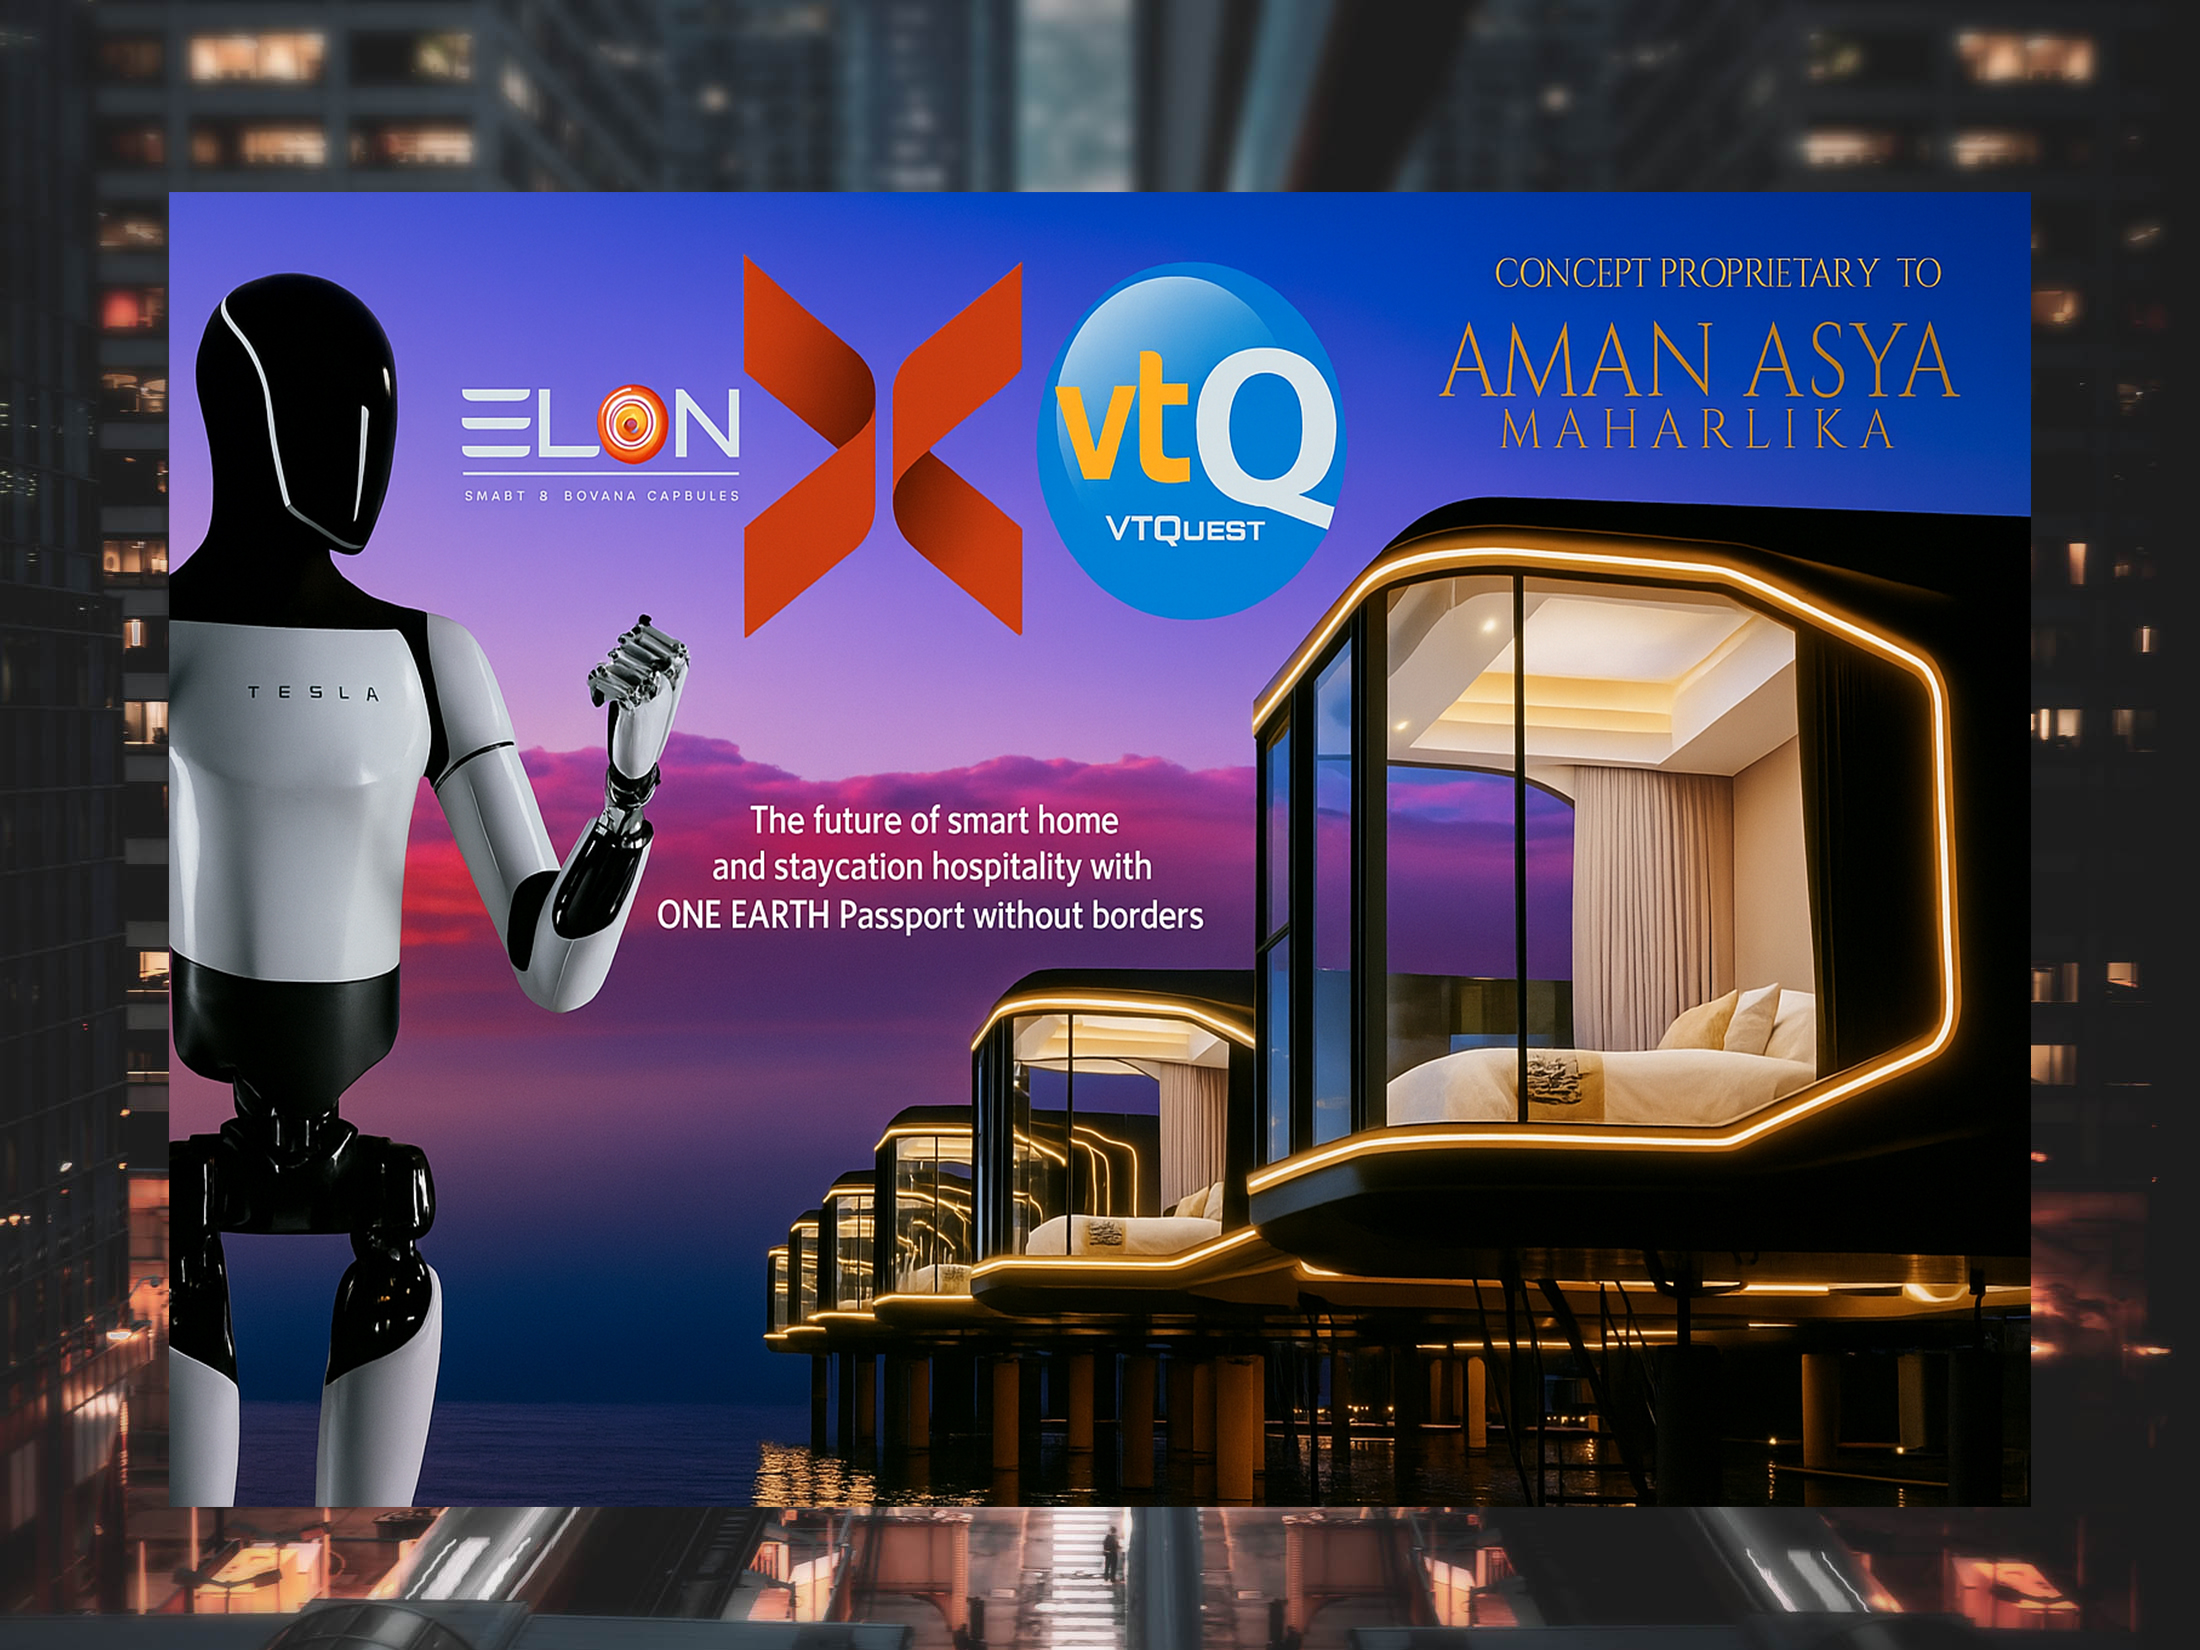 ELON
SMABT 8 BOVANA CAPBULES
vtQ
VTQUEST
CONCEPT PROPRIETARY TO
AMAN ASYA
MAHARLIKA
TESLA
The future of smart home
and staycation hospitality with
ONE EARTH Passport without borders